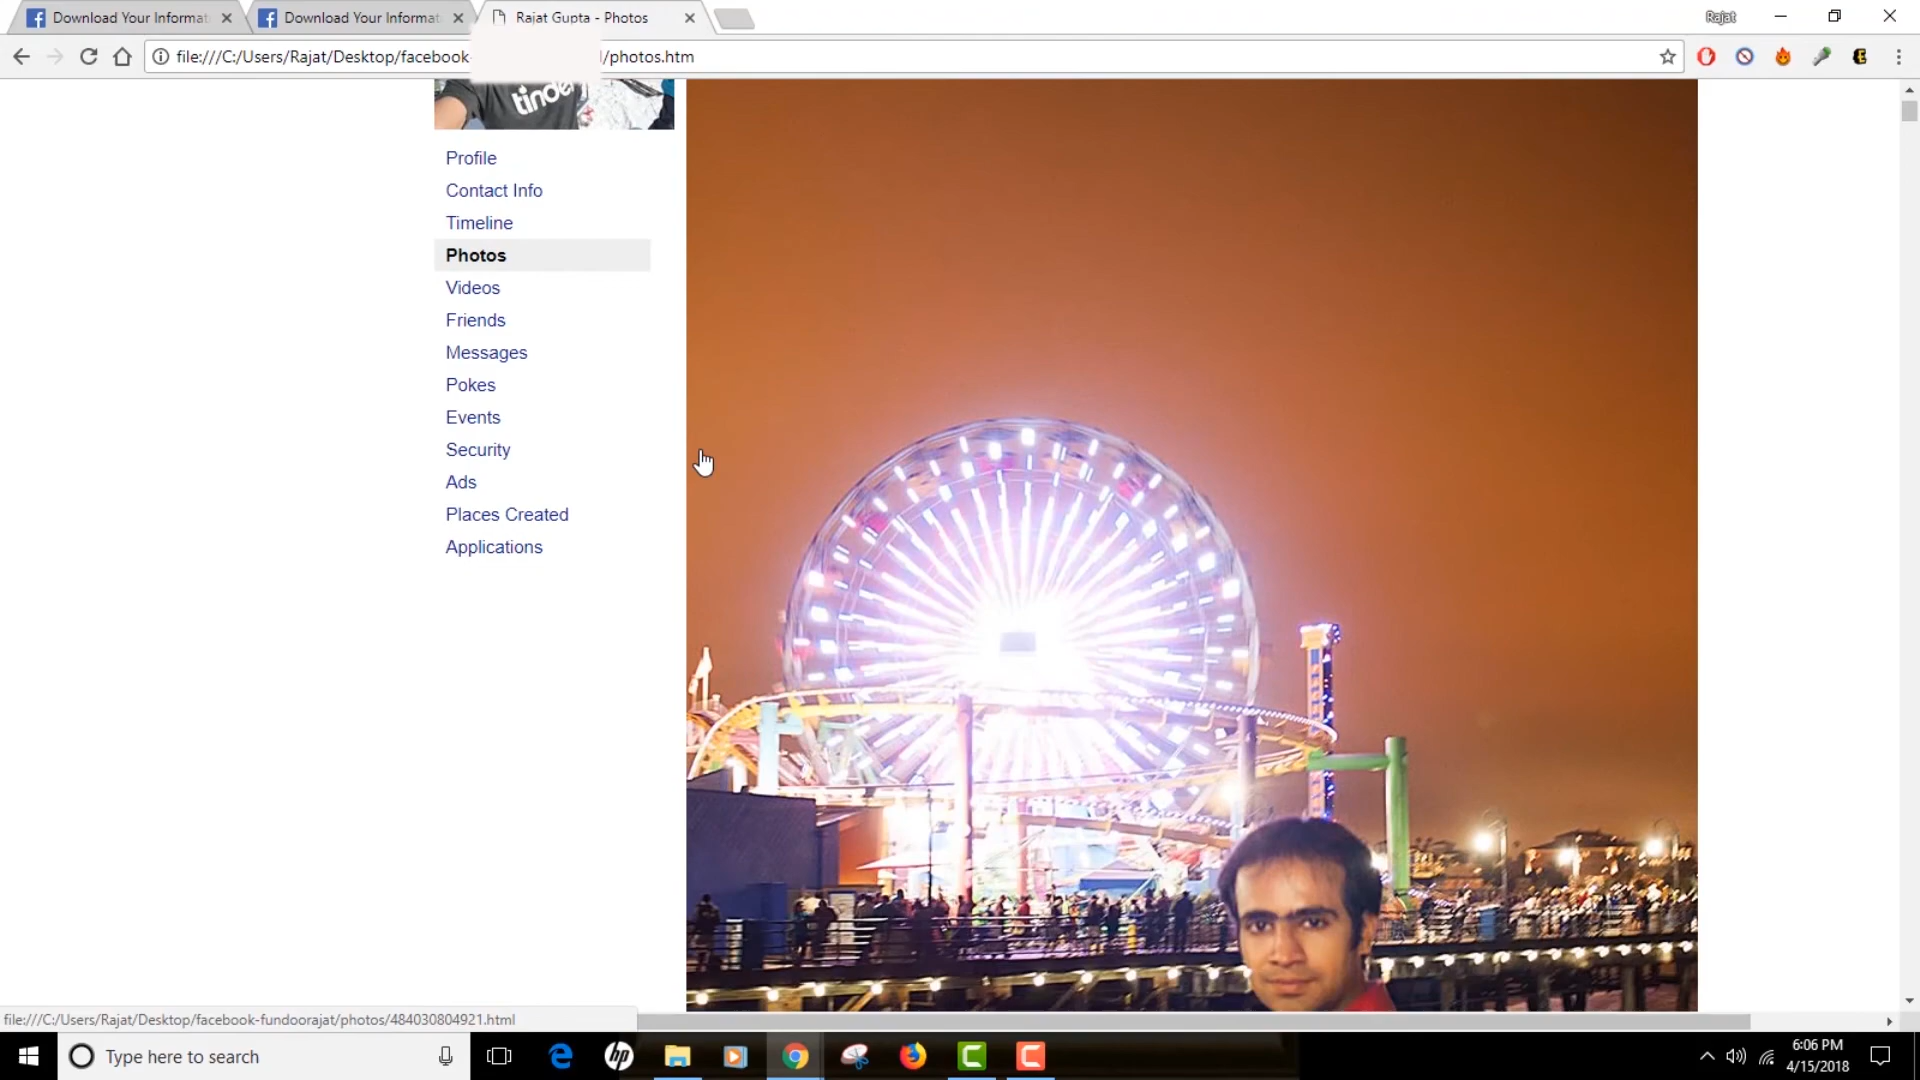 Download Your Informat
Download Your Informat
Rajat Gupta - Photos
Rajat
file:///C:/Users/Rajat/Desktop/facebook-
/photos.htm
tinder
Profile
Contact Info
Timeline
Photos
Videos
Friends
Messages
Pokes
Events
Security
Ads
Places Created
Applications
file:///C:/Users/Rajat/Desktop/facebook-fundoorajat/photos/484030804921.html
Type here to search
hp
6:06 PM
4/15/2018